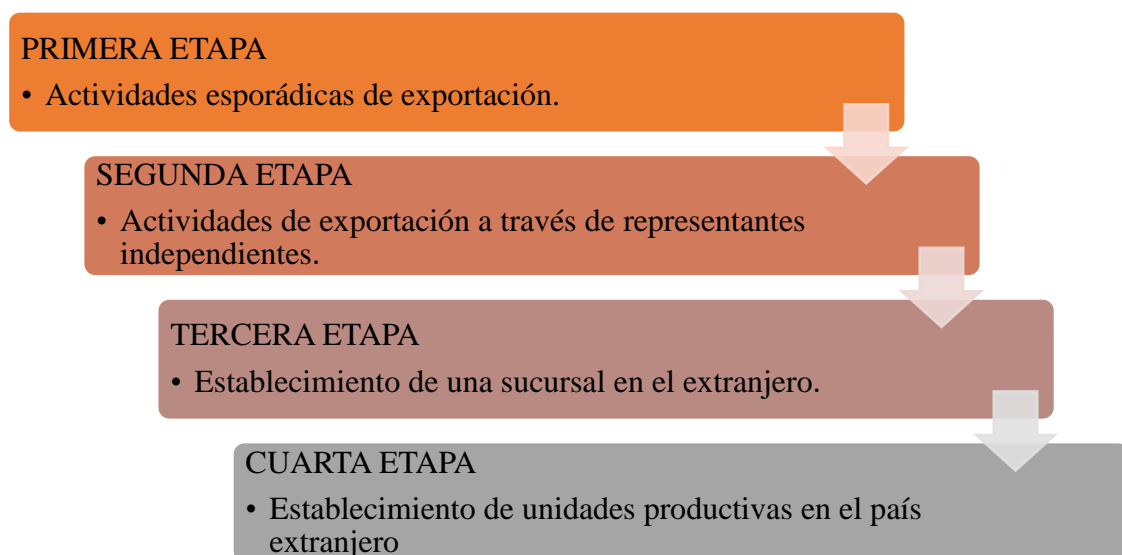 PRIMERA ETAPA
• Actividades esporádicas de exportación.
SEGUNDA ETAPA
• Actividades de exportación a través de representantes
independientes.
TERCERA ETAPA
• Establecimiento de una sucursal en el extranjero.
CUARTA ETAPA
• Establecimiento de unidades productivas en el país
extranjero